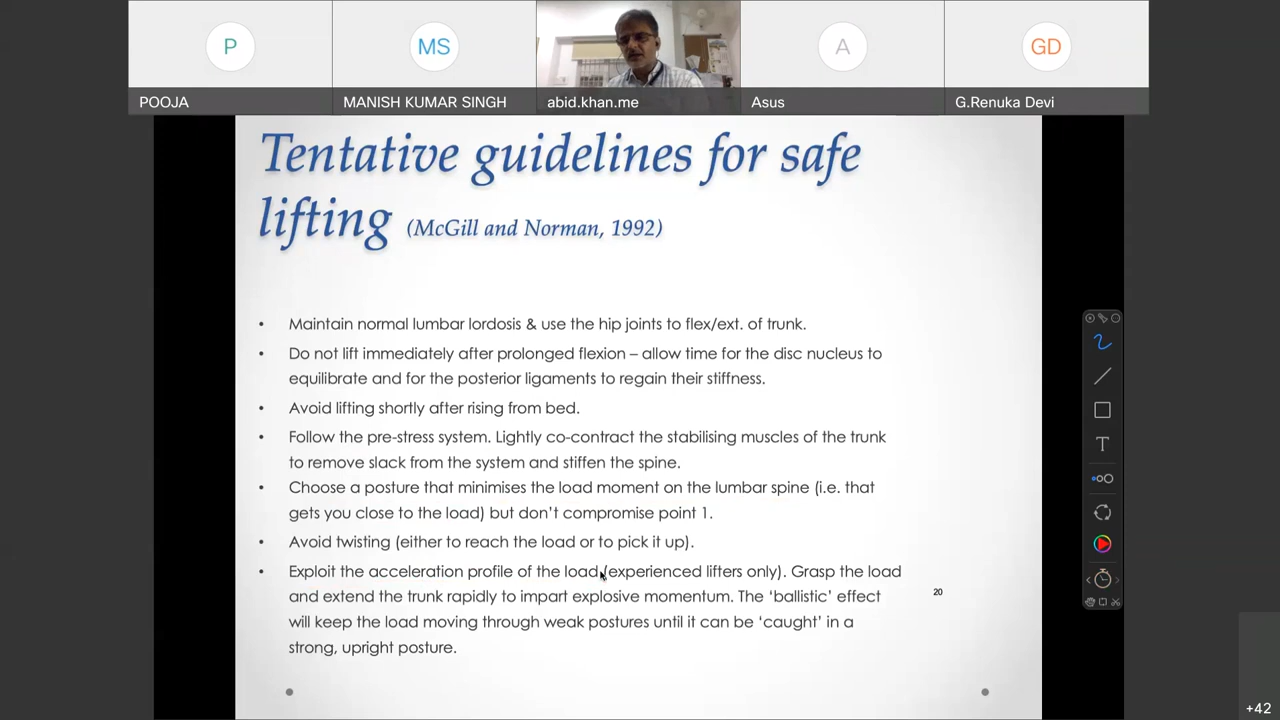 P
MS
A
GD
POOJA
MANISH KUMAR SINGH
abid.khan.me
Asus
G.Renuka Devi
Tentative guidelines for safe
lifting (McGill and Norman, 1992)
• Maintain normal lumbar lordosis & use the hip joints to flex/ext. of trunk.
• Do not lift immediately after prolonged flexion – allow time for the disc nucleus to
equilibrate and for the posterior ligaments to regain their stiffness.
• Avoid lifting shortly after rising from bed.
• Follow the pre-stress system. Lightly co-contract the stabilising muscles of the trunk
to remove slack from the system and stiffen the spine.
• Choose a posture that minimises the load moment on the lumbar spine (i.e. that
gets you close to the load) but don't compromise point 1.
• Avoid twisting (either to reach the load or to pick it up).
• Exploit the acceleration profile of the load (experienced lifters only). Grasp the load
and extend the trunk rapidly to impart explosive momentum. The 'ballistic' effect
will keep the load moving through weak postures until it can be 'caught' in a
strong, upright posture.
20
T
+42